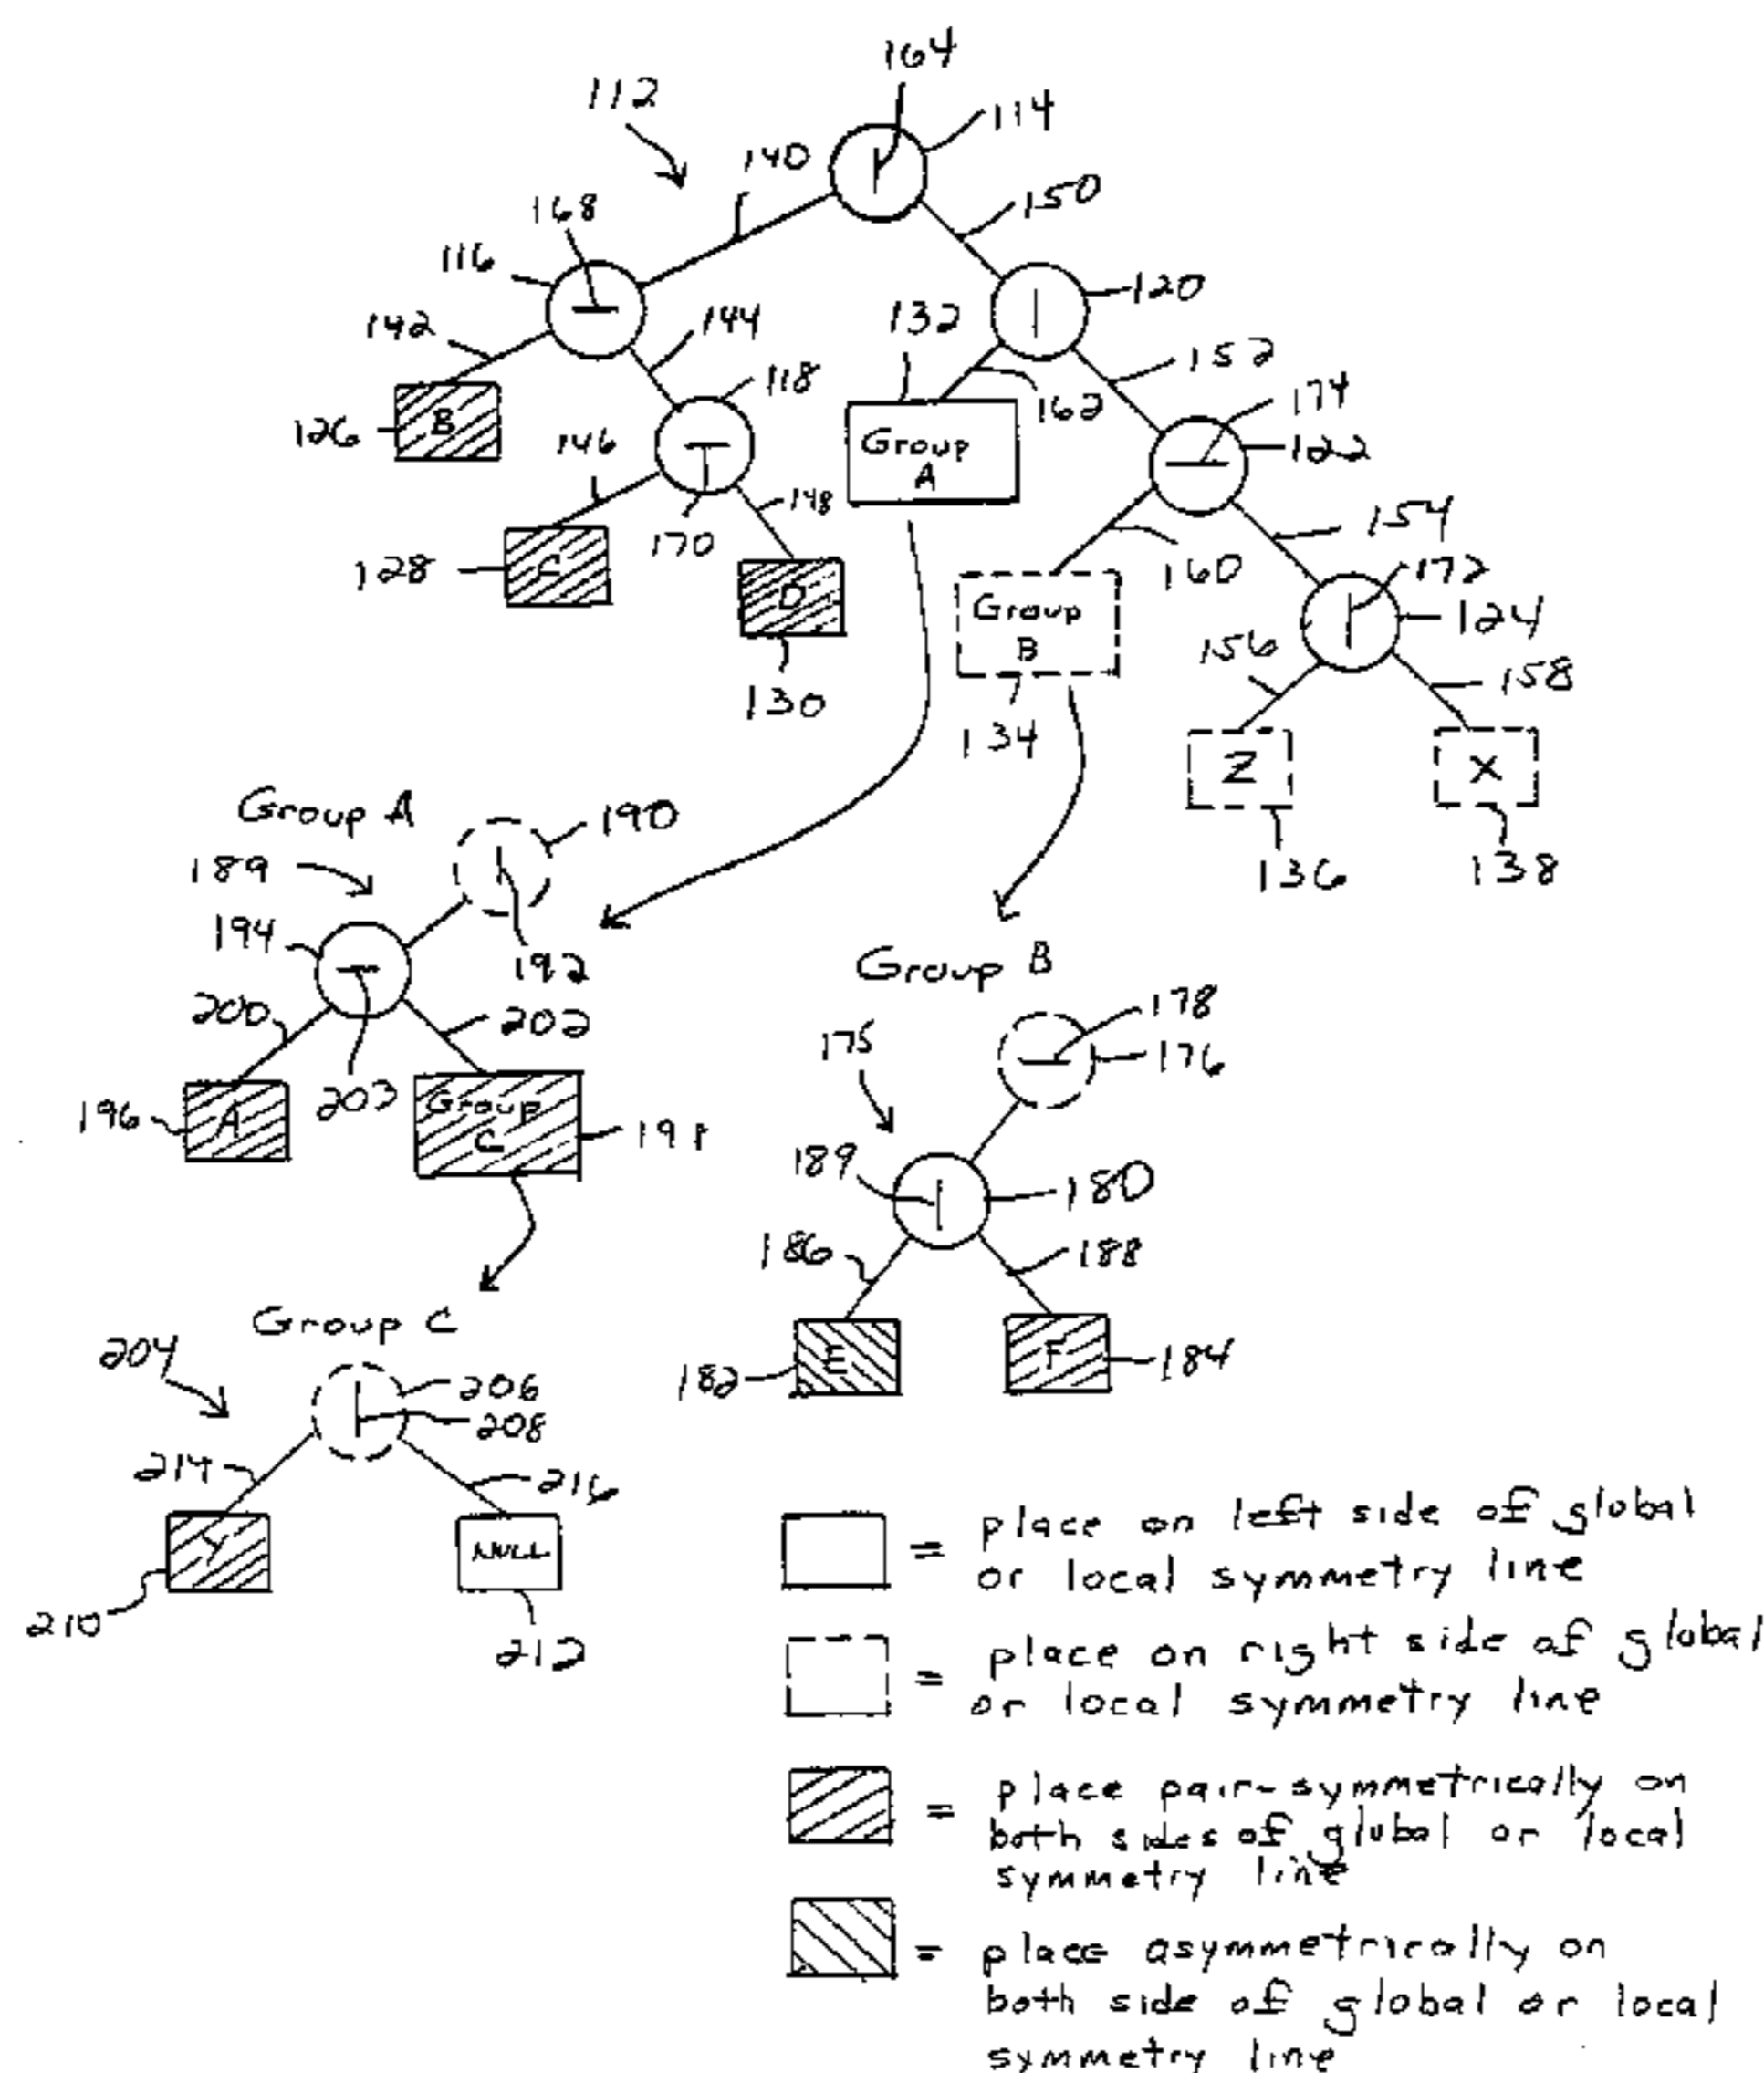 164
112
114
140
150
168
116
120
132
142
144
152
118
162
174
B
126
146
Group
A
122
148
154
C
128
170
160
172
D
Group
B
124
156
158
130
134
Z
X
Group A
190
136
138
189
194
192
Group B
200
202
178
175
176
196
A
203
Group
C
189
180
186
188
Group C
204
206
208
E
F
182
184
214
216
Y
NULL
210
212
= place on left side of global
or local symmetry line
= place on right side of global
or local symmetry line
= place pair-symmetrically on
both sides of global or local
symmetry line
= place asymmetrically on
both side of global or local
symmetry line